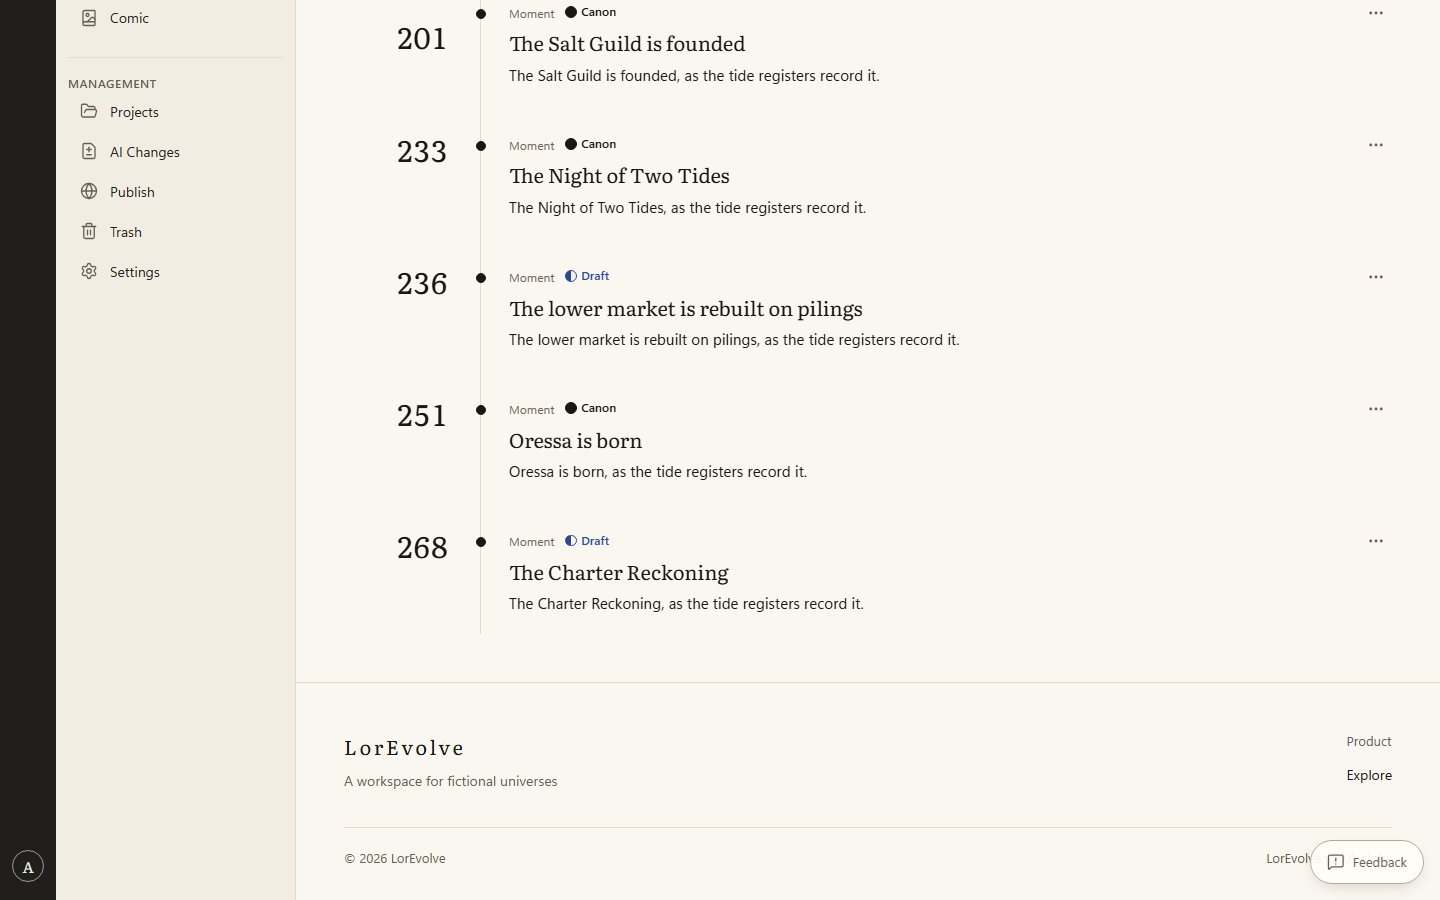 Comic
MANAGEMENT
Projects
AI Changes
Publish
Trash
Settings
201
Moment Canon
The Salt Guild is founded
The Salt Guild is founded, as the tide registers record it.
233
Moment Canon
The Night of Two Tides
The Night of Two Tides, as the tide registers record it.
236
Moment Draft
The lower market is rebuilt on pilings
The lower market is rebuilt on pilings, as the tide registers record it.
251
Moment Canon
Oressa is born
Oressa is born, as the tide registers record it.
268
Moment Draft
The Charter Reckoning
The Charter Reckoning, as the tide registers record it.
LorEvolve
A workspace for fictional universes
Product
Explore
© 2026 LorEvolve
Feedback
A